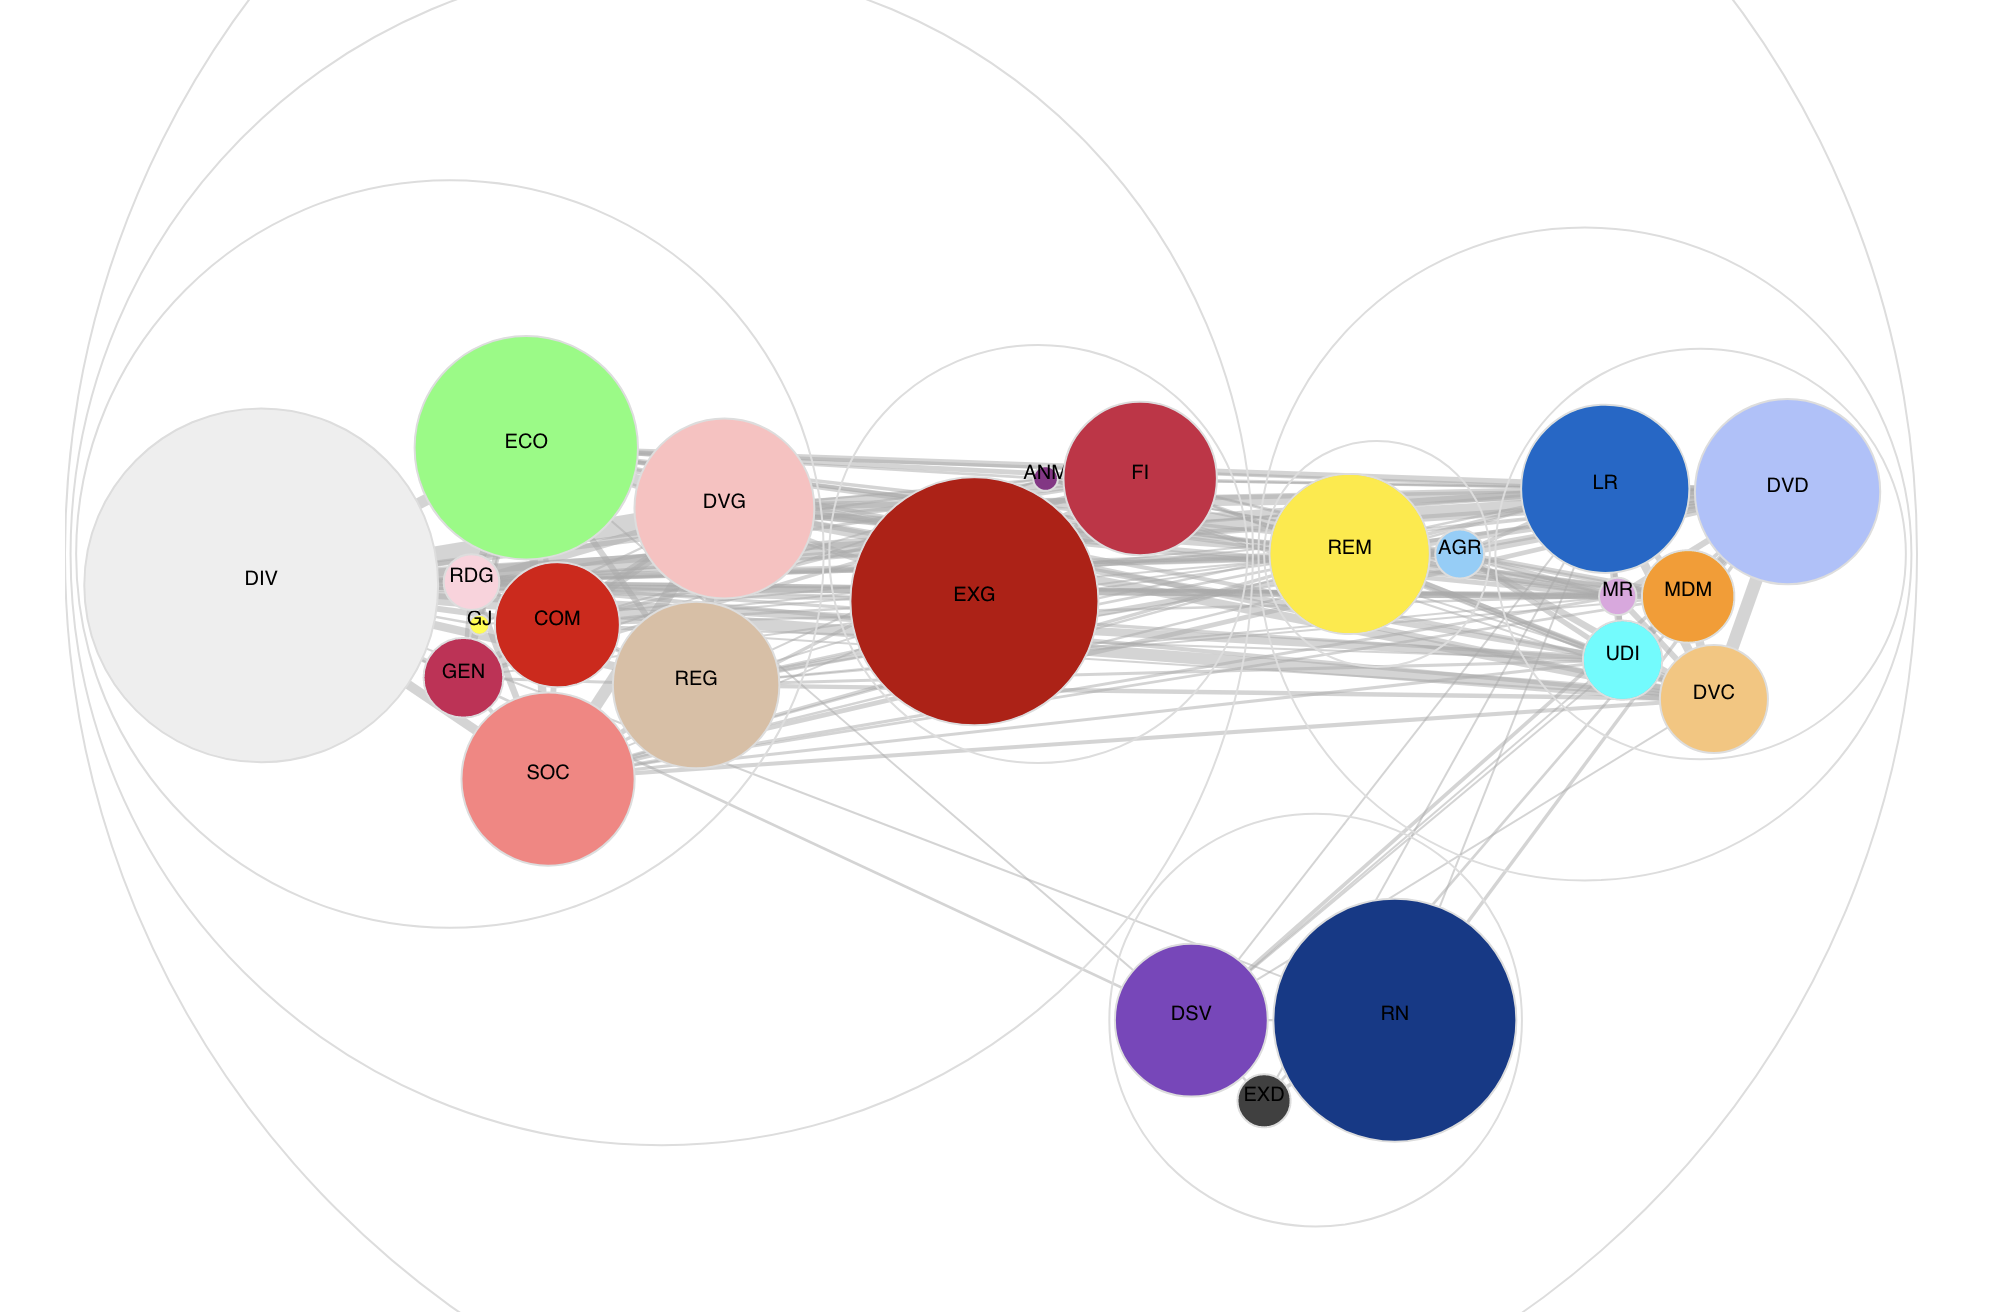 ECO
DVG
ANM
FI
LR
DVD
DIV
RDG
COM
GJ
GEN
REG
SOC
EXG
REM
AGR
MR
MDM
UDI
DVC
DSV
RN
EXD